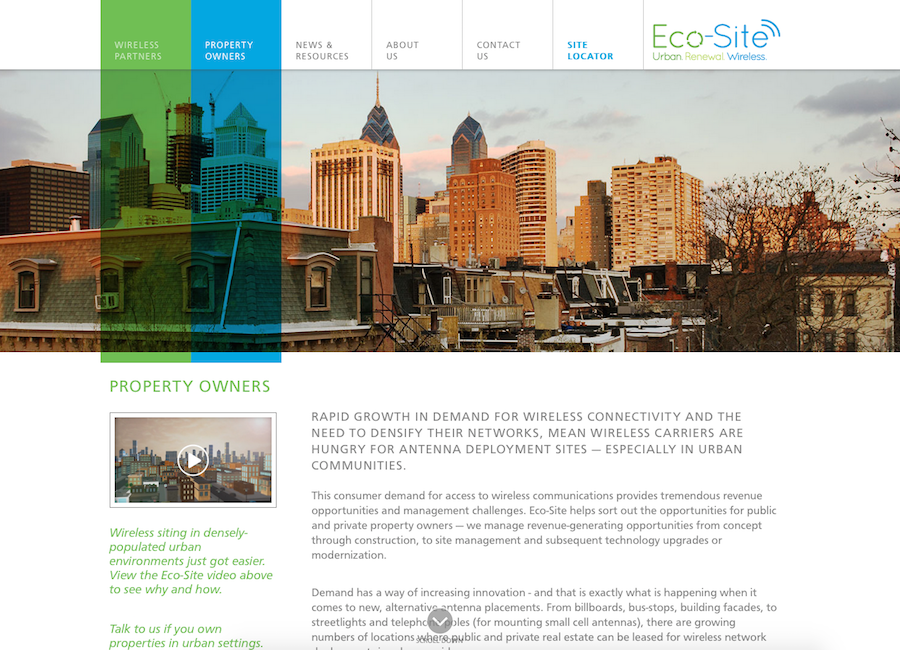 WIRELESS
PARTNERS
PROPERTY
OWNERS
NEWS &
RESOURCES
ABOUT
US
CONTACT
US
SITE
LOCATOR
Eco-Site
Urban. Renewal. Wireless.
PROPERTY OWNERS
Wireless siting in densely-
populated urban
environments just got easier.
View the Eco-Site video above
to see why and how.
Talk to us if you own
properties in urban settings.
RAPID GROWTH IN DEMAND FOR WIRELESS CONNECTIVITY AND THE
NEED TO DENSIFY THEIR NETWORKS, MEAN WIRELESS CARRIERS ARE
HUNGRY FOR ANTENNA DEPLOYMENT SITES — ESPECIALLY IN URBAN
COMMUNITIES.
This consumer demand for access to wireless communications provides tremendous revenue
opportunities and management challenges. Eco-Site helps sort out the opportunities for public
and private property owners — we manage revenue-generating opportunities from concept
through construction, to site management and subsequent technology upgrades or
modernization.
Demand has a way of increasing innovation - and that is exactly what is happening when it
comes to new, alternative antenna placements. From billboards, bus-stops, building facades, to
streetlights and telephone poles (for mounting small cell antennas), there are growing
numbers of locations where public and private real estate can be leased for wireless network
SCROLL DOWN